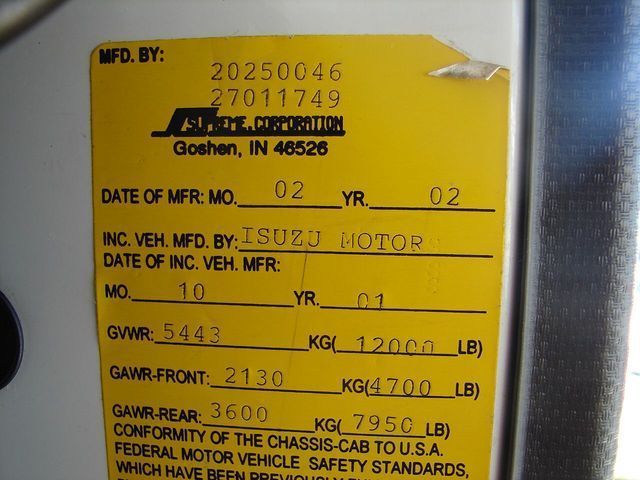 MFD. BY:
20250046
27011749
SUPREME CORPORATION
Goshen, IN 46526
DATE OF MFR: MO. 02 YR. 02
INC. VEH. MFD. BY: ISUZU MOTORS
DATE OF INC. VEH. MFR:
MO. 10 YR. 01
GVWR: 5443 KG( 12000 LB)
GAWR-FRONT: 2130 KG(4700 LB)
GAWR-REAR: 3600 KG( 7950 LB)
CONFORMITY OF THE CHASSIS-CAB TO U.S.A.
FEDERAL MOTOR VEHICLE SAFETY STANDARDS,
WHICH HAVE BEEN PREVIOUSLY